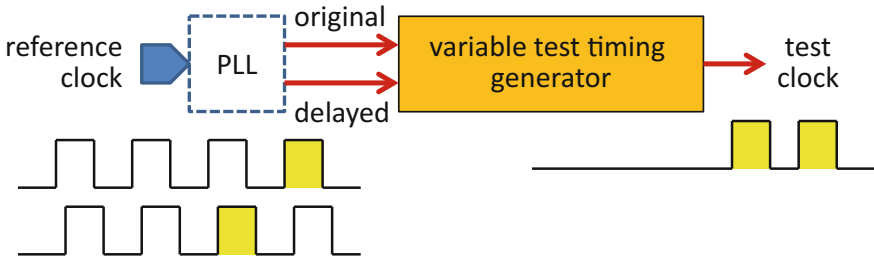 reference
clock
PLL
original
delayed
variable test timing
generator
test
clock